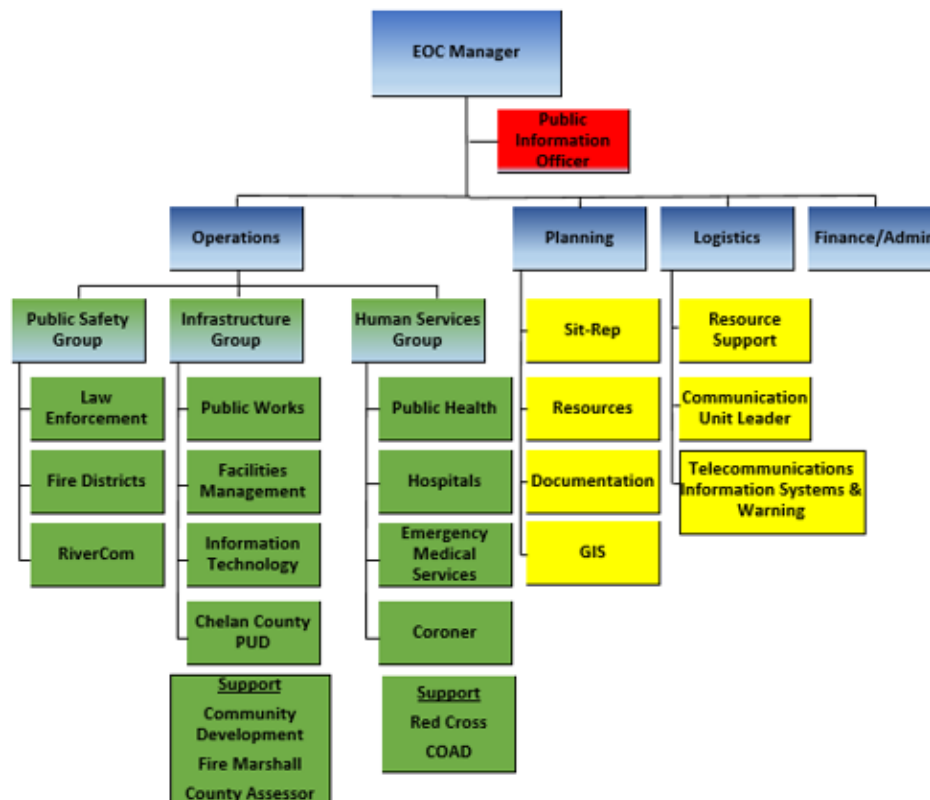 EOC Manager
Public
Information
Officer
Operations
Planning
Logistics
Finance/Admin
Public Safety
Group
Infrastructure
Group
Human Services
Group
Sit-Rep
Resource
Support
Law
Enforcement
Public Works
Public Health
Resources
Communication
Unit Leader
Fire Districts
Facilities
Management
Hospitals
Documentation
Telecommunications
Information Systems &
Warning
RiverCom
Information
Technology
Emergency
Medical
Services
GIS
Chelan County
PUD
Coroner
Support
Community
Development
Fire Marshall
County Assessor
Support
Red Cross
COAD